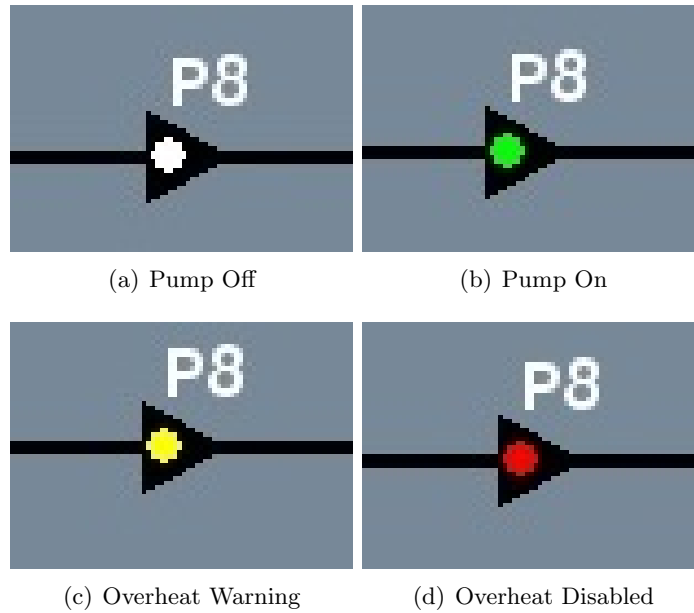 P8
P8
(a) Pump Off
(b) Pump On
P8
P8
(c) Overheat Warning
(d) Overheat Disabled